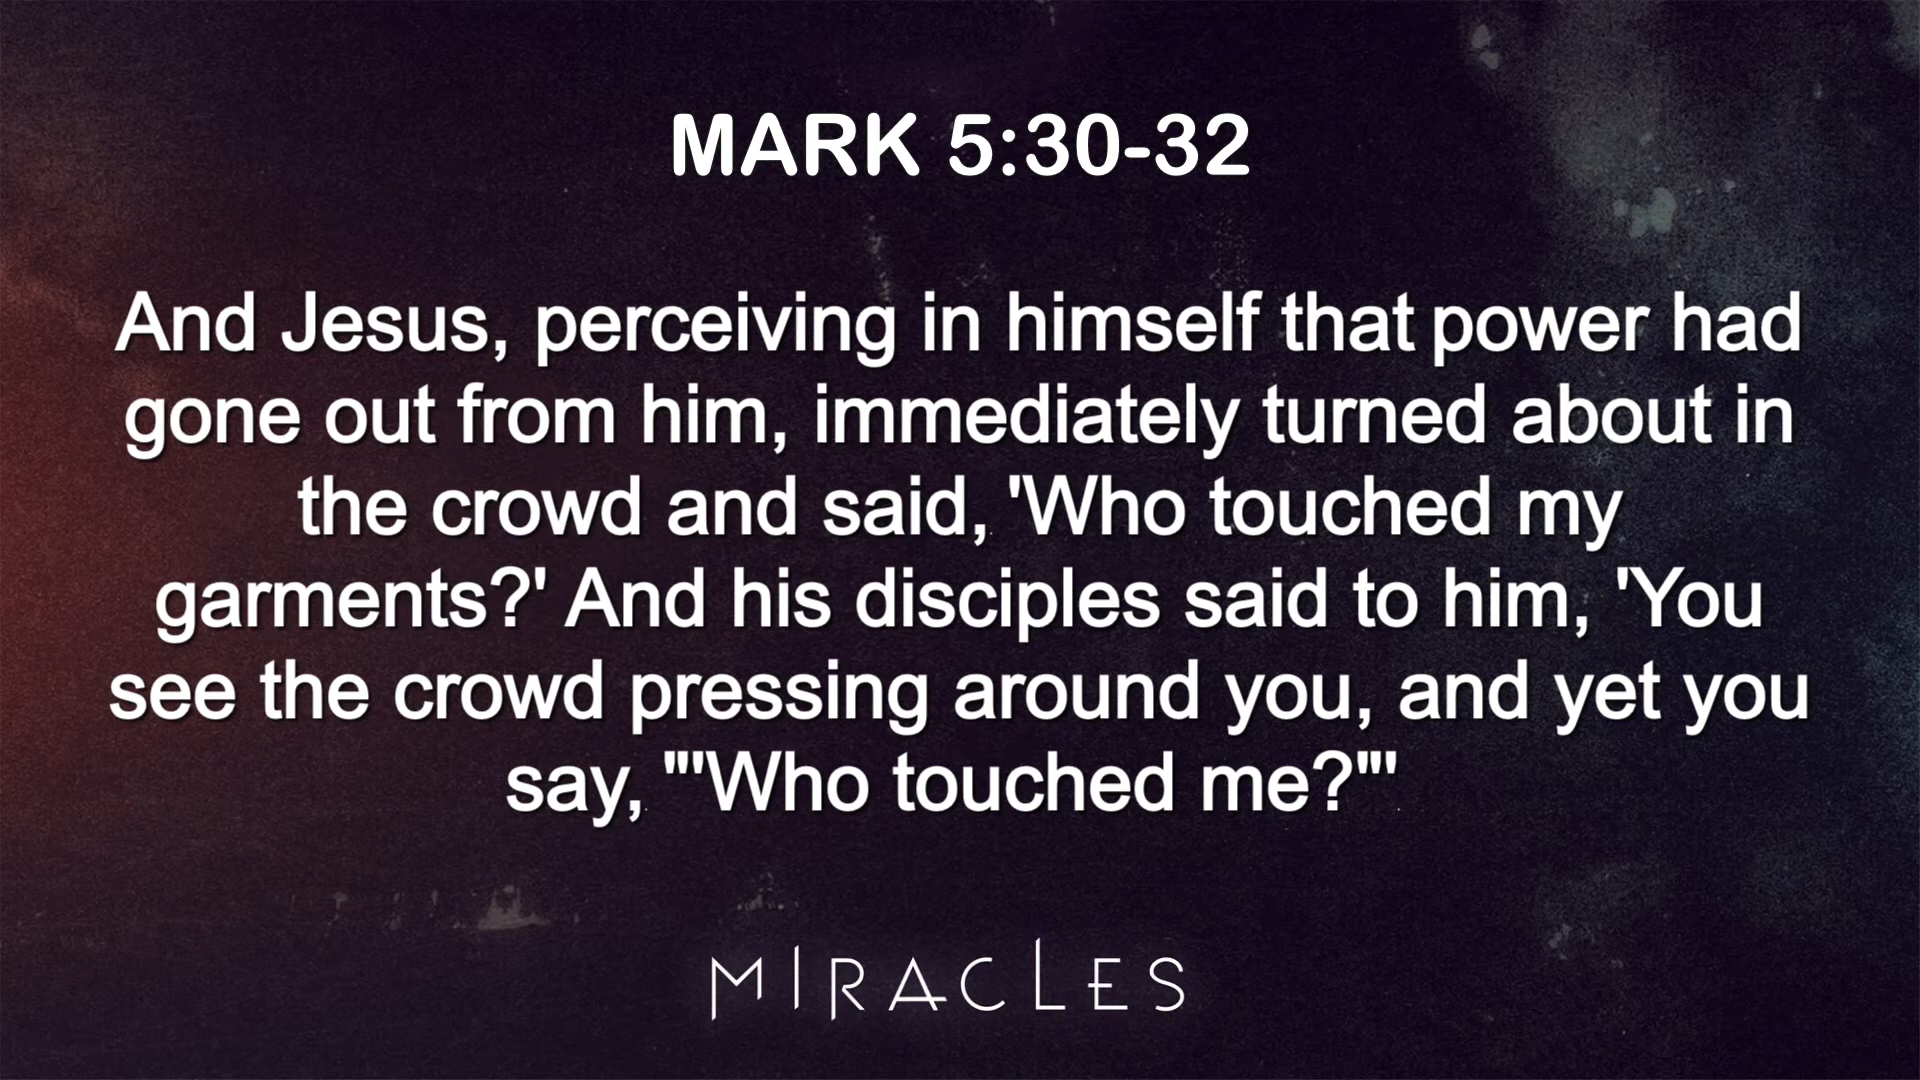 MARK 5:30-32
And Jesus, perceiving in himself that power had
gone out from him, immediately turned about in
the crowd and said, 'Who touched my
garments?' And his disciples said to him, 'You
see the crowd pressing around you, and yet you
say, "'Who touched me?"'
MIRACLES